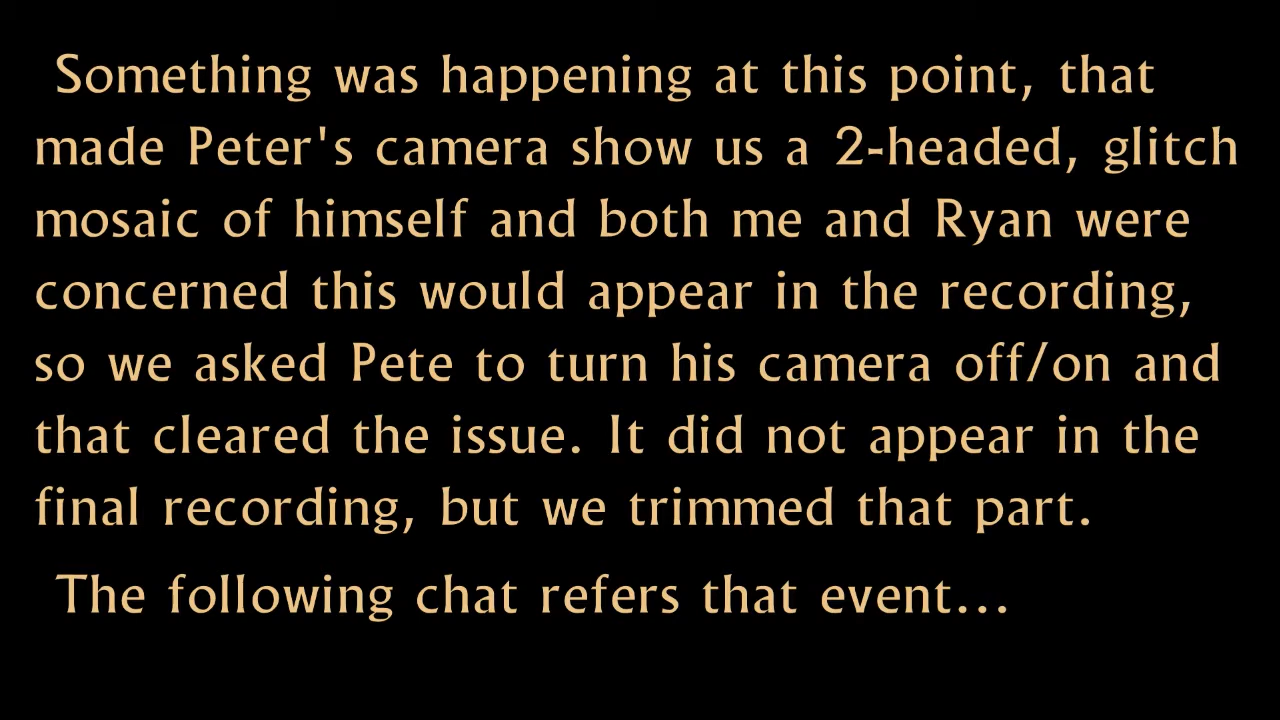 Something was happening at this point, that
made Peter's camera show us a 2-headed, glitch
mosaic of himself and both me and Ryan were
concerned this would appear in the recording,
so we asked Pete to turn his camera off/on and
that cleared the issue. It did not appear in the
final recording, but we trimmed that part.
The following chat refers that event...